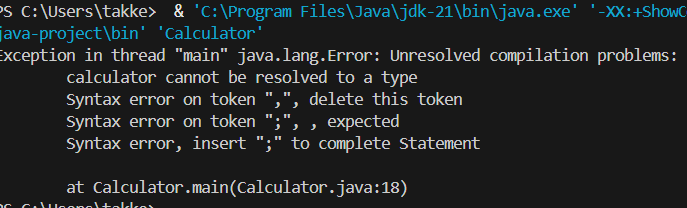 PS C:\Users\takke>  & 'C:\Program Files\Java\jdk-21\bin\java.exe' '-XX:+ShowCo
java-project\bin' 'Calculator'
Exception in thread "main" java.lang.Error: Unresolved compilation problems:
calculator cannot be resolved to a type
Syntax error on token ",", delete this token
Syntax error on token ";", , expected
Syntax error, insert ";" to complete Statement
at Calculator.main(Calculator.java:18)
PS C:\Users\takke>